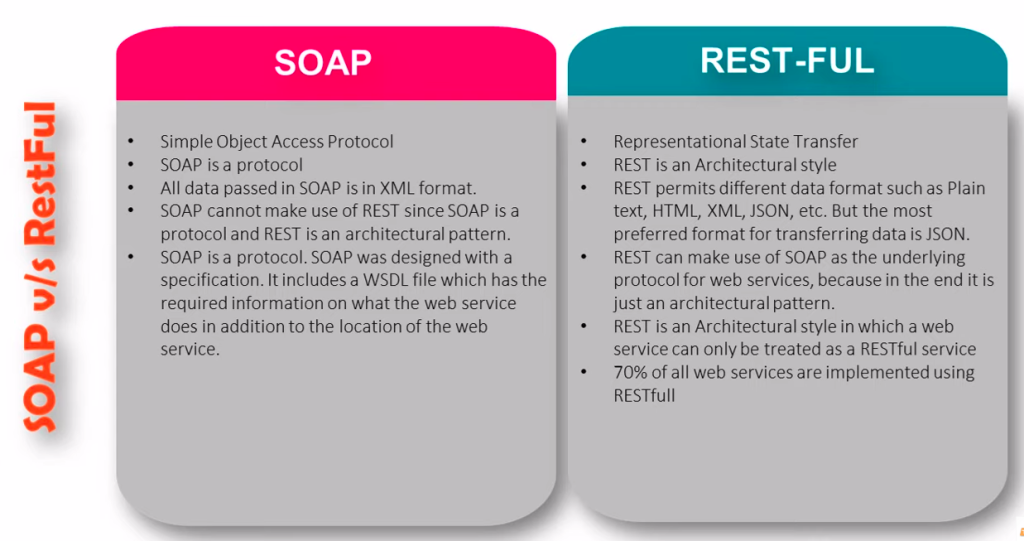 SOAP v/s RestFul
SOAP
• Simple Object Access Protocol
• SOAP is a protocol
• All data passed in SOAP is in XML format.
• SOAP cannot make use of REST since SOAP is a
protocol and REST is an architectural pattern.
• SOAP is a protocol. SOAP was designed with a
specification. It includes a WSDL file which has the
required information on what the web service
does in addition to the location of the web
service.
REST-FUL
• Representational State Transfer
• REST is an Architectural style
• REST permits different data format such as Plain
text, HTML, XML, JSON, etc. But the most
preferred format for transferring data is JSON.
• REST can make use of SOAP as the underlying
protocol for web services, because in the end it is
just an architectural pattern.
• REST is an Architectural style in which a web
service can only be treated as a RESTful service
• 70% of all web services are implemented using
RESTfull